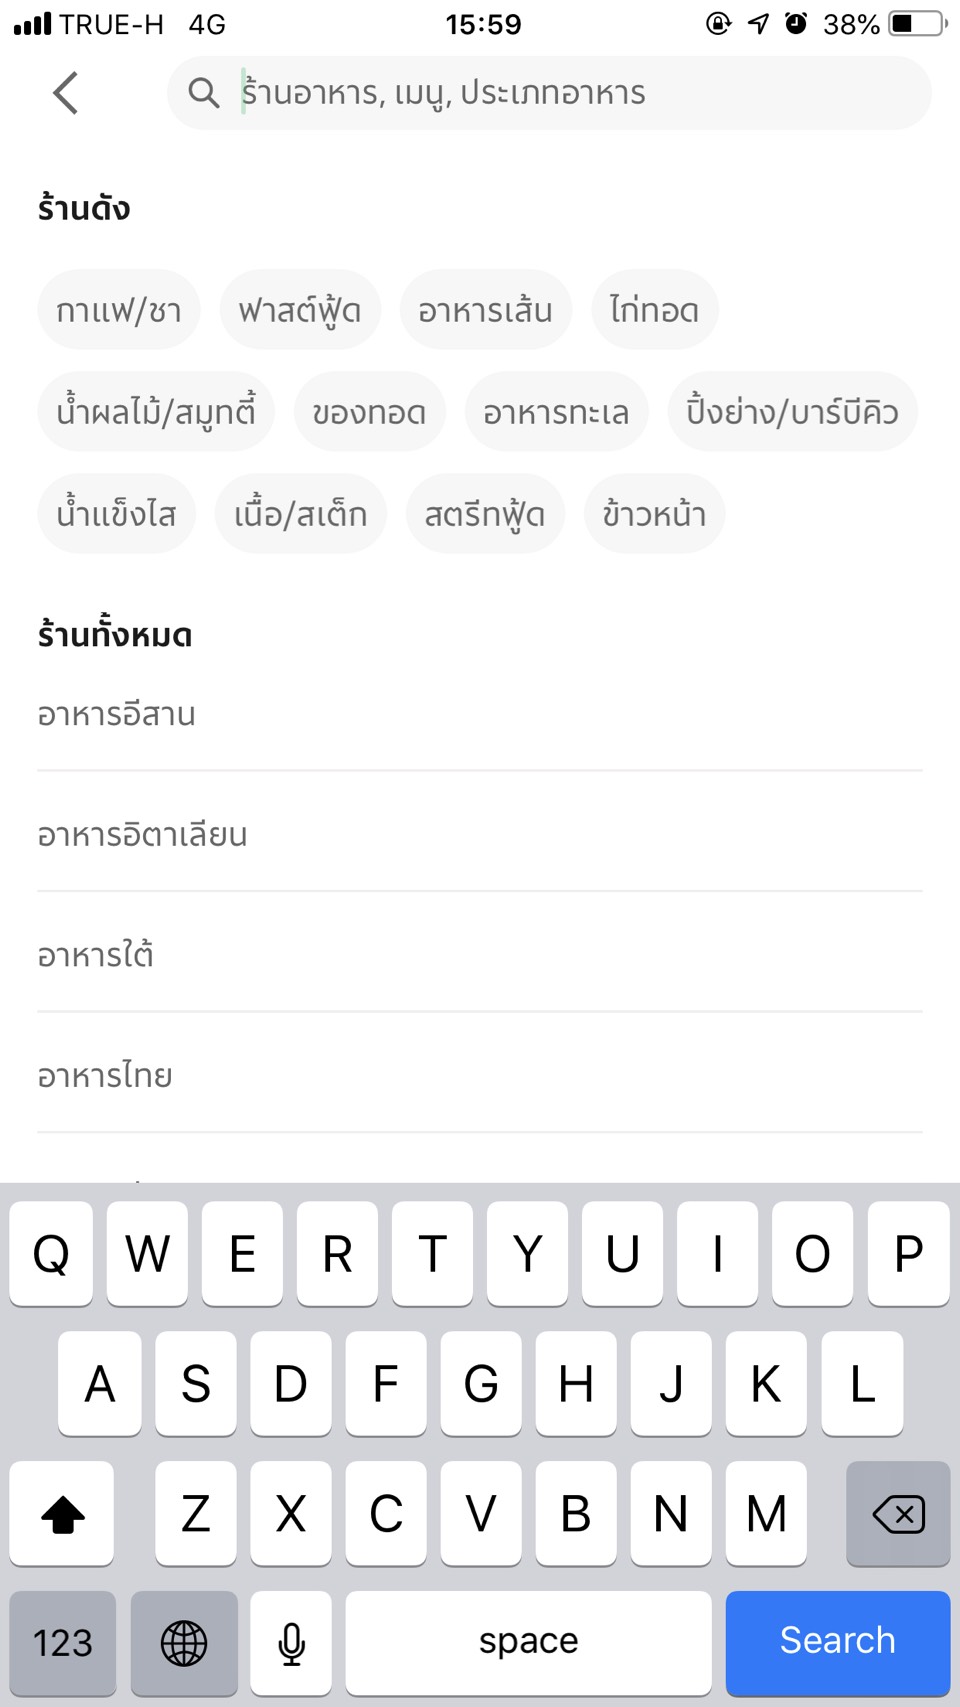 TRUE-H 4G 15:59 38%
ร้านอาหาร, เมนู, ประเภทอาหาร
ร้านดัง
กาแฟ/ชา ฟาสต์ฟู้ด อาหารเส้น ไก่ทอด
น้ำผลไม้/สมูทตี้ ของทอด อาหารทะเล ปิ้งย่าง/บาร์บีคิว
น้ำแข็งไส เนื้อ/สเต็ก สตรีทฟู้ด ข้าวหน้า
ร้านทั้งหมด
อาหารอีสาน
อาหารอิตาเลียน
อาหารใต้
อาหารไทย
Q W E R T Y U I O P
A S D F G H J K L
Z X C V B N M
123 space Search